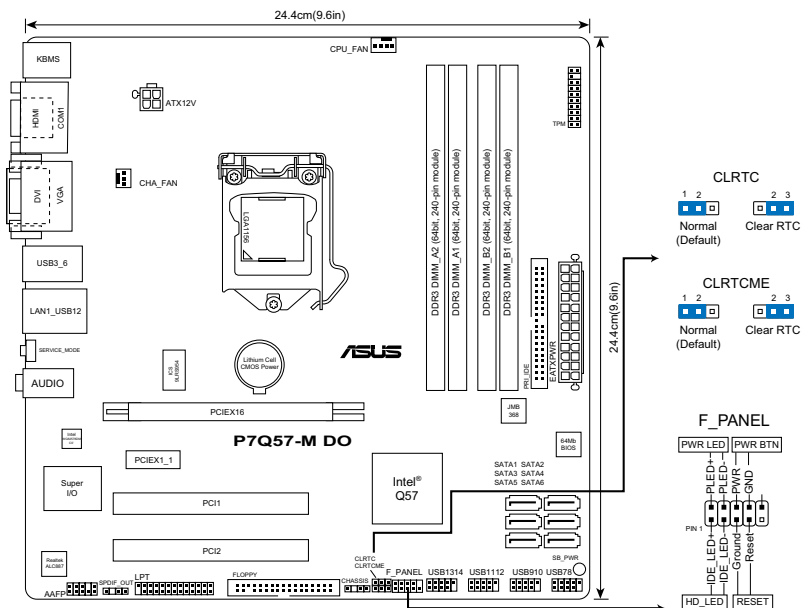 24.4cm(9.6in)
CPU_FAN
KBMS
ATX12V
HDMI
COM1
TPM
CHA_FAN
DVI
VGA
LGA1156
DDR3 DIMM_A2 (64bit, 240-pin module)
DDR3 DIMM_A1 (64bit, 240-pin module)
DDR3 DIMM_B2 (64bit, 240-pin module)
DDR3 DIMM_B1 (64bit, 240-pin module)
24.4cm(9.6in)
USB3_6
LAN1_USB12
SERVICE_MODE
AUDIO
ICS
Lithium Cell
CMOS Power
ASUS
PRI_IDE
EATXPWR
PCIEX16
P7Q57-M DO
JMB
368
64Mb
BIOS
Intel
PCIEX1_1
Super
I/O
Intel®
Q57
SATA1 SATA2
SATA3 SATA4
SATA5 SATA6
PCI1
PCI2
Realtek
ALC887
AAFP
SPDIF_OUT
LPT
FLOPPY
CHASSIS
CLRTC
CLRTCME
F_PANEL
USB1314
USB1112
USB910
USB78
SB_PWR
CLRTC
1 2
2 3
Normal
(Default)
Clear RTC
CLRTCME
1 2
2 3
Normal
(Default)
Clear RTC
F_PANEL
PWR LED
PWR BTN
PLED+
PLED-
PWR
GND
PIN 1
IDE_LED+
IDE_LED-
Ground
Reset
HD_LED
RESET